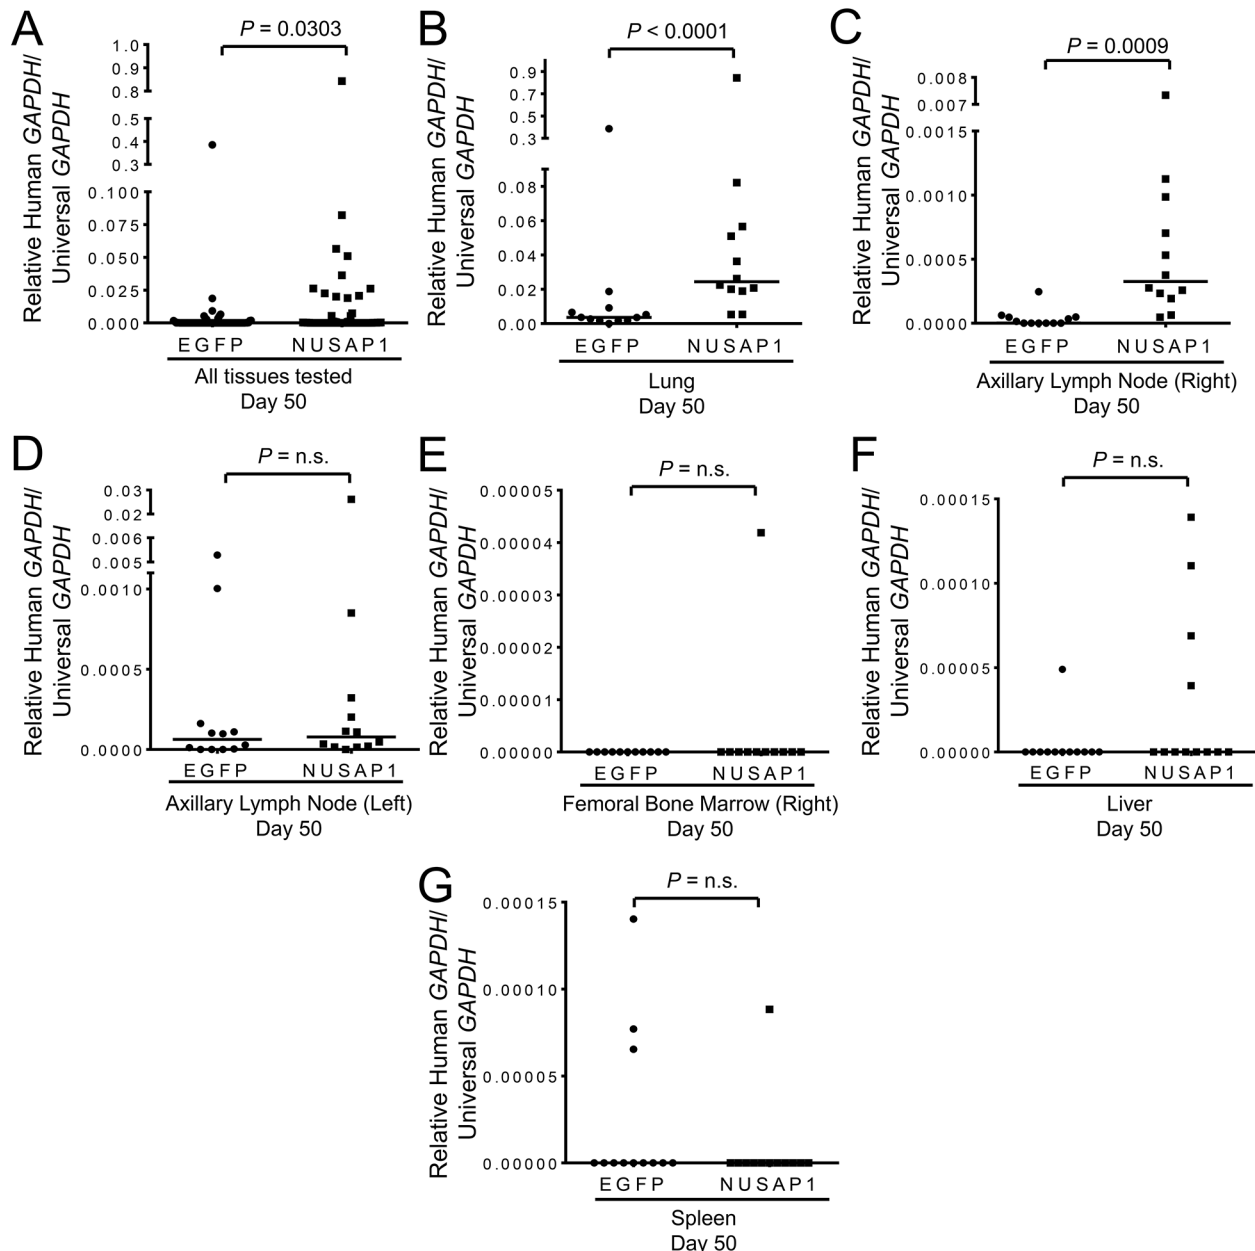 A
P = 0.0303
Relative Human GAPDH/
Universal GAPDH
1.0
0.9
0.8
0.5
0.4
0.3
0.100
0.075
0.050
0.025
0.000
EGFP
NUSAP1
All tissues tested
Day 50
B
P < 0.0001
Relative Human GAPDH/
Universal GAPDH
0.9
0.7
0.5
0.3
0.08
0.06
0.04
0.02
0.00
EGFP
NUSAP1
Lung
Day 50
C
P = 0.0009
Relative Human GAPDH/
Universal GAPDH
0.008
0.007
0.0015
0.0010
0.0005
0.0000
EGFP
NUSAP1
Axillary Lymph Node (Right)
Day 50
D
P = n.s.
Relative Human GAPDH/
Universal GAPDH
0.03
0.02
0.006
0.005
0.0010
0.0005
0.0000
EGFP
NUSAP1
Axillary Lymph Node (Left)
Day 50
E
P = n.s.
Relative Human GAPDH/
Universal GAPDH
0.00005
0.00004
0.00003
0.00002
0.00001
0.00000
EGFP
NUSAP1
Femoral Bone Marrow (Right)
Day 50
F
P = n.s.
Relative Human GAPDH/
Universal GAPDH
0.00015
0.00010
0.00005
0.00000
EGFP
NUSAP1
Liver
Day 50
G
P = n.s.
Relative Human GAPDH/
Universal GAPDH
0.00015
0.00010
0.00005
0.00000
EGFP
NUSAP1
Spleen
Day 50